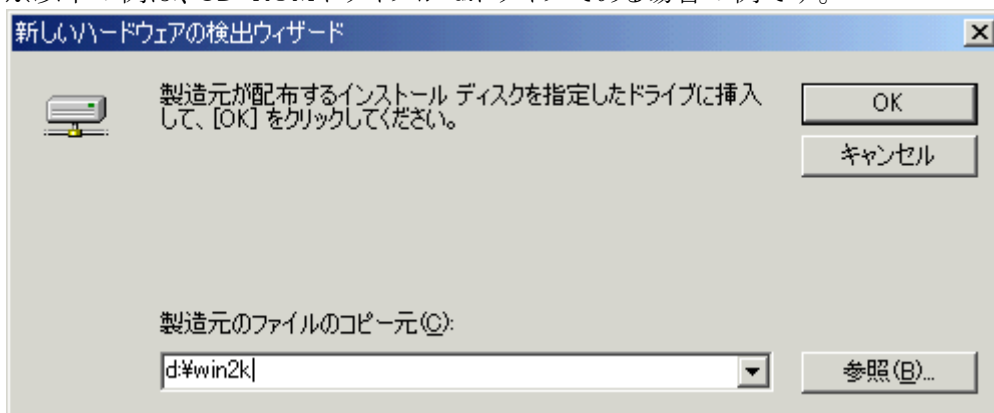 新しいハードウェアの検出ウィザード
製造元が配布するインストール ディスクを指定したドライブに挿入
して、[OK] をクリックしてください。
OK
キャンセル
製造元のファイルのコピー元(C):
d:¥win2k
参照(B)...